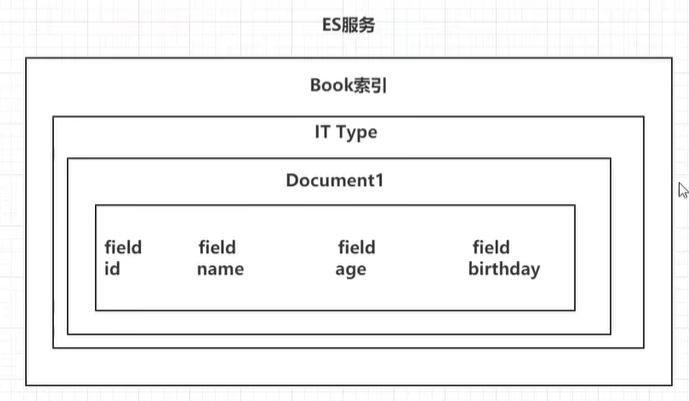 ES服务
Book索引
IT Type
Document1
field field field field
id name age birthday